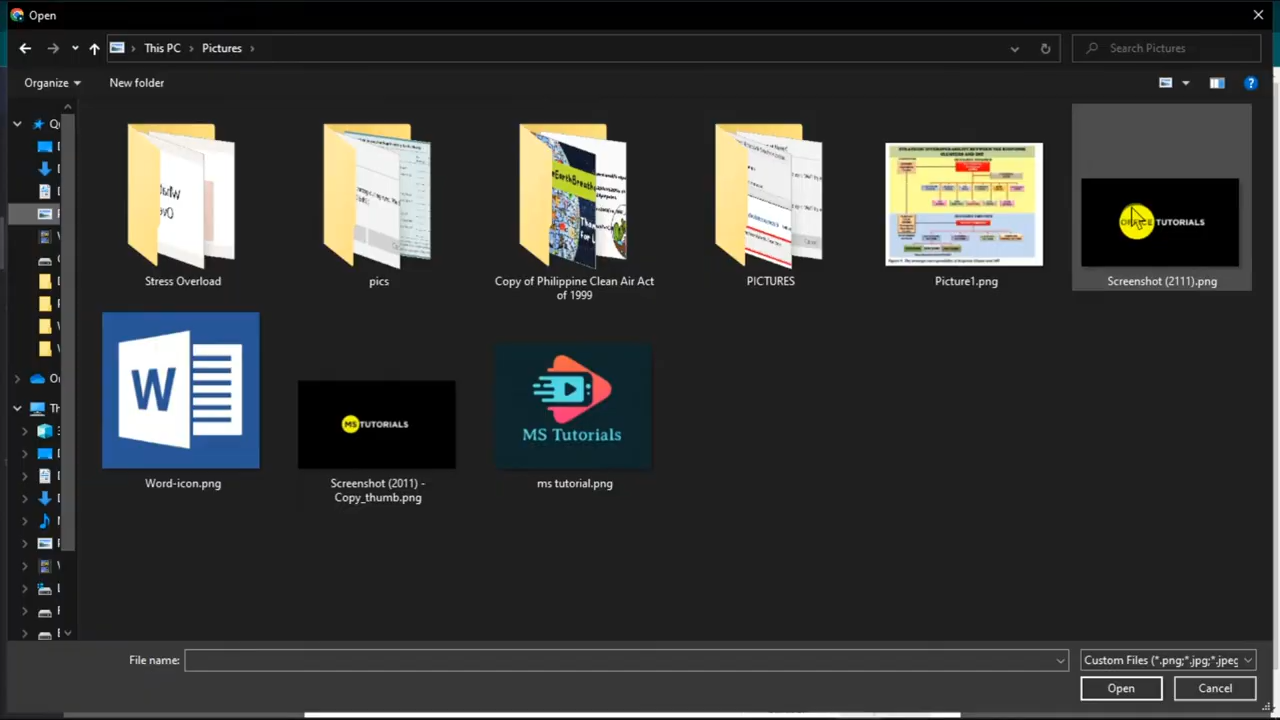 Open
This PC
Pictures
Search Pictures
Organize
New folder
Stress Overload
pics
#EarthBreathe
Copy of Philippine Clean Air Act
of 1999
PICTURES
Picture1.png
TUTORIALS
Screenshot (2111).png
W
Word-icon.png
MS TUTORIALS
Screenshot (2011) -
Copy_thumb.png
MS Tutorials
ms tutorial.png
File name:
Custom Files (*.png;*.jpg;*.jpeg
Open
Cancel